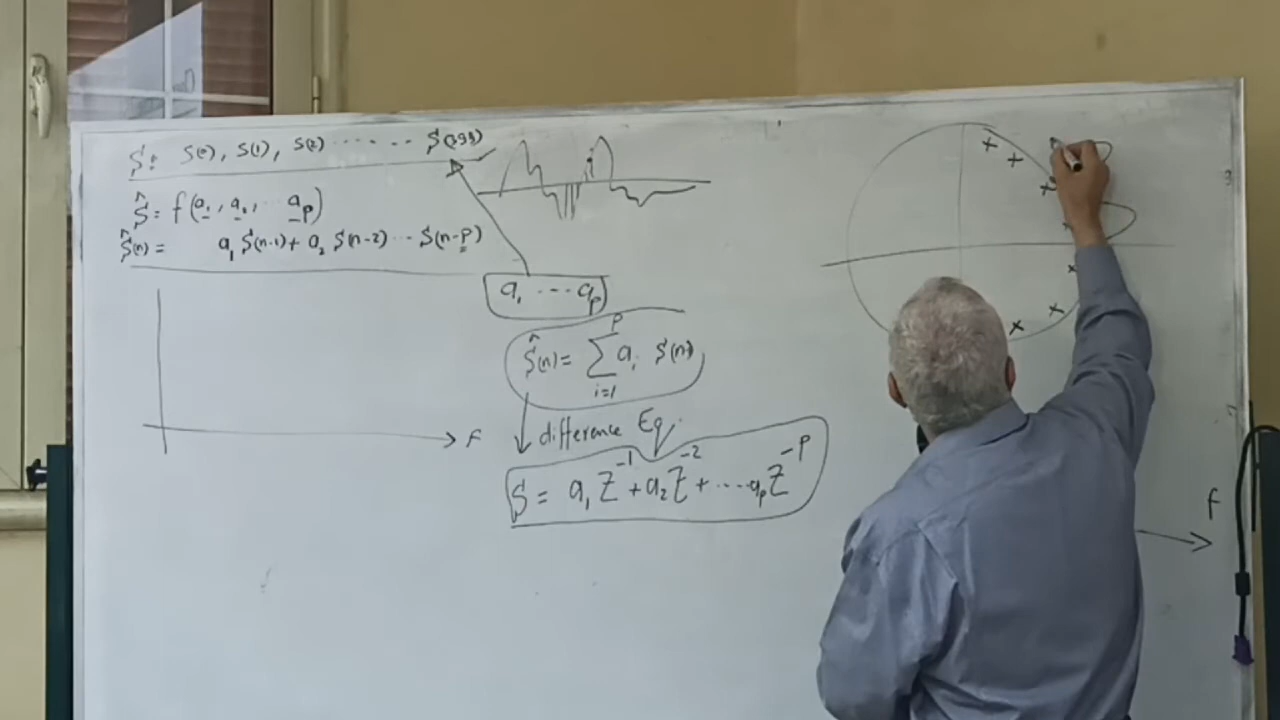 S: S(0), S(1), S(2) ...... S(399)
Ŝ = f(a₁, a₂, .. aₚ)
Ŝ(n) = a₁ S(n-1) + a₂ S(n-2) ... S(n-p)
a₁ ... aₚ
Ŝ(n) = ∑ᵢ₌₁ᴾ aᵢ S(n)
difference Eq.
f
S = a₁ Z⁻¹ + a₂ Z⁻² + .... aₚ Z⁻ᴾ
f